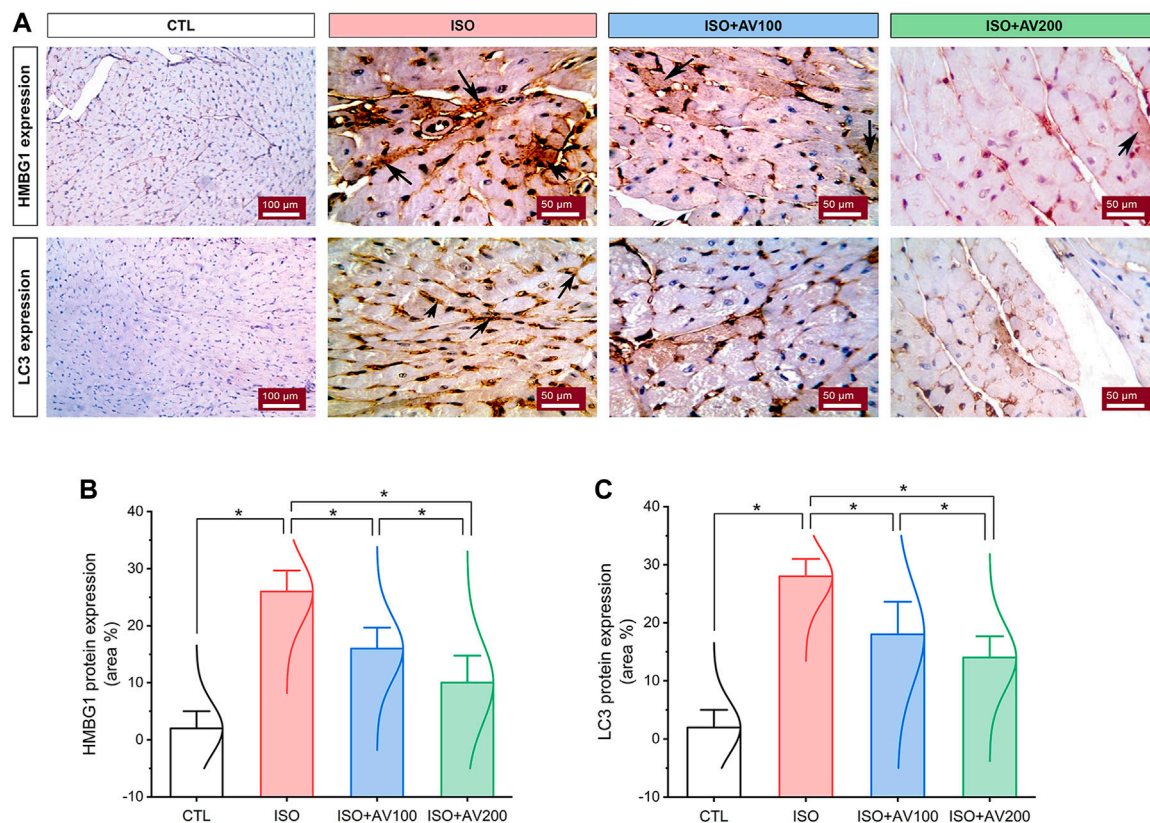 A
CTL
ISO
ISO+AV100
ISO+AV200
HMBG1 expression
100 µm
50 µm
50 µm
50 µm
LC3 expression
100 µm
50 µm
50 µm
50 µm
B
HMBG1 protein expression
(area %)
40
30
20
10
0
-10
*
*
*
*
CTL
ISO
ISO+AV100
ISO+AV200
C
LC3 protein expression
(area %)
40
30
20
10
0
-10
*
*
*
*
CTL
ISO
ISO+AV100
ISO+AV200